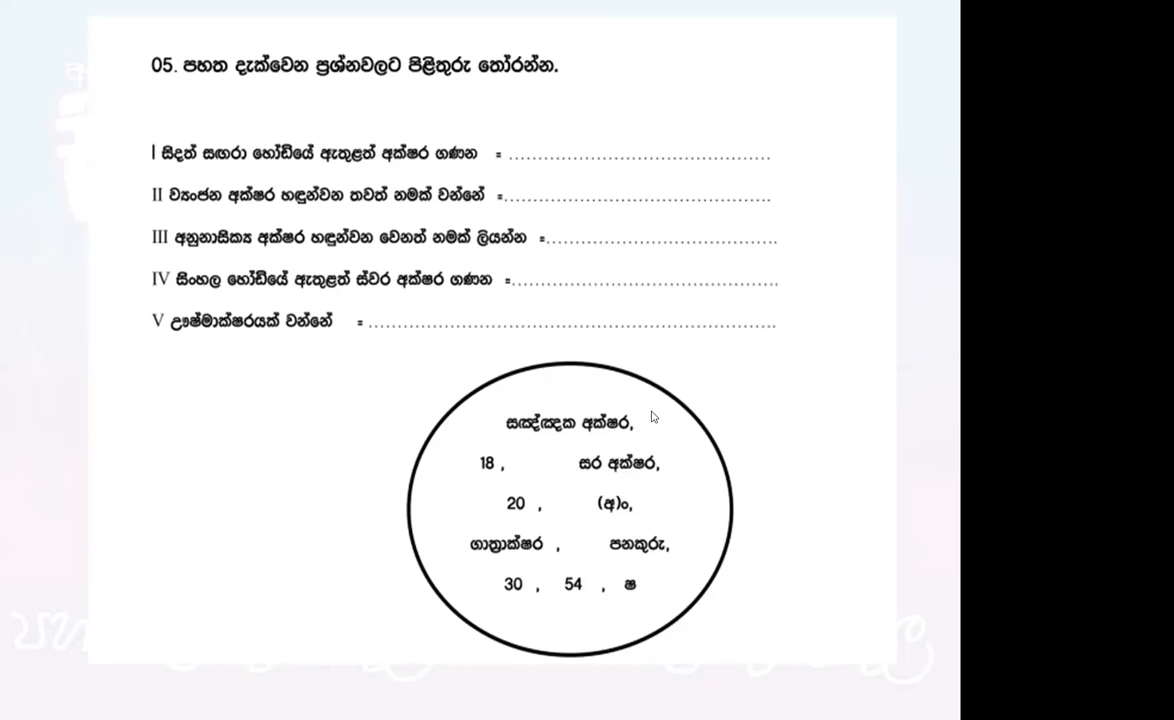 05. පහත දැක්වෙන ප්‍රශ්නවලට පිළිතුරු තෝරන්න.
I සිදත් සඟරා හෝඩියේ ඇතුළත් අක්ෂර ගණන = ............................................
II ව්‍යංජන අක්ෂර හඳුන්වන තවත් නමක් වන්නේ =.............................................
III අනුනාසික්‍ය අක්ෂර හඳුන්වන වෙනත් නමක් ලියන්න =.......................................
IV සිංහල හෝඩියේ ඇතුළත් ස්වර අක්ෂර ගණන =.............................................
V ඌෂ්මාක්ෂරයක් වන්නේ = .....................................................................
සඤ්ඤක අක්ෂර,
18 , සර අක්ෂර,
20 , (අ)ං,
ගාත්‍රාක්ෂර , පනකුරු,
30 , 54 , ෂ